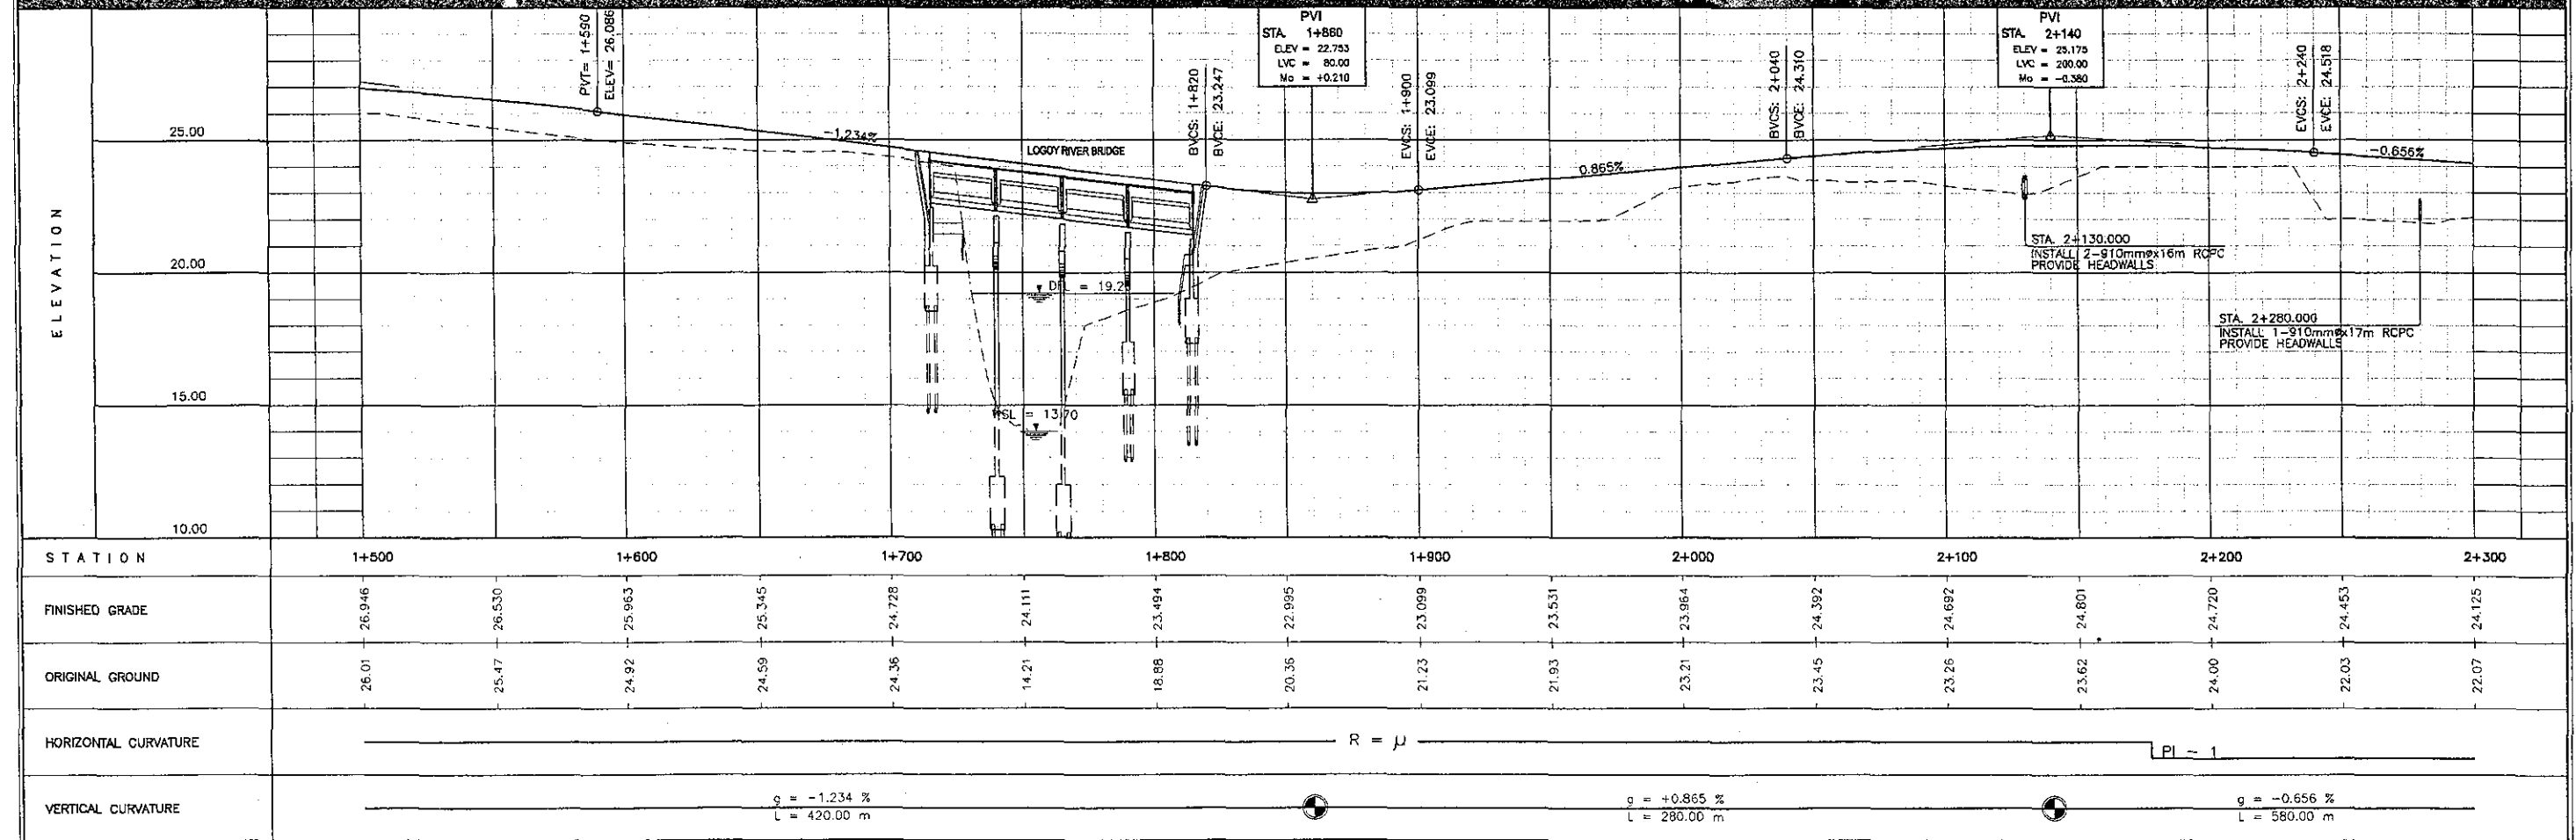 PVT= 1+590
ELEV= 26.086
PVI
STA. 1+860
ELEV = 22.753
LVC = 80.00
Mo = +0.210
PVI
STA. 2+140
ELEV = 25.175
LVC = 200.00
Mo = -0.380
BVCS: 1+820
BVCE: 23.247
EVCS: 1+900
EVCE: 23.099
BVCS: 2+040
BVCE: 24.310
EVCS: 2+240
EVCE: 24.518
ELEVATION
25.00
20.00
15.00
10.00
-1.234%
LOGOY RIVER BRIDGE
0.865%
-0.656%
DFL = 19.2
MSL = 13.70
STA. 2+130.000
INSTALL 2-910mmøx16m RCPC
PROVIDE HEADWALLS
STA. 2+280.000
INSTALL 1-910mmøx17m RCPC
PROVIDE HEADWALLS
STATION 1+500 1+600 1+700 1+800 1+900 2+000 2+100 2+200 2+300
FINISHED GRADE 26.946 26.530 25.963 25.345 24.728 24.111 23.494 22.995 23.099 23.531 23.964 24.392 24.692 24.801 24.720 24.453 24.125
ORIGINAL GROUND 26.01 25.47 24.92 24.59 24.36 14.21 18.88 20.36 21.23 21.93 23.21 23.45 23.26 23.62 24.00 22.03 22.07
HORIZONTAL CURVATURE R = µ PI - 1
VERTICAL CURVATURE
g = -1.234 %
L = 420.00 m
g = +0.865 %
L = 280.00 m
g = -0.656 %
L = 580.00 m